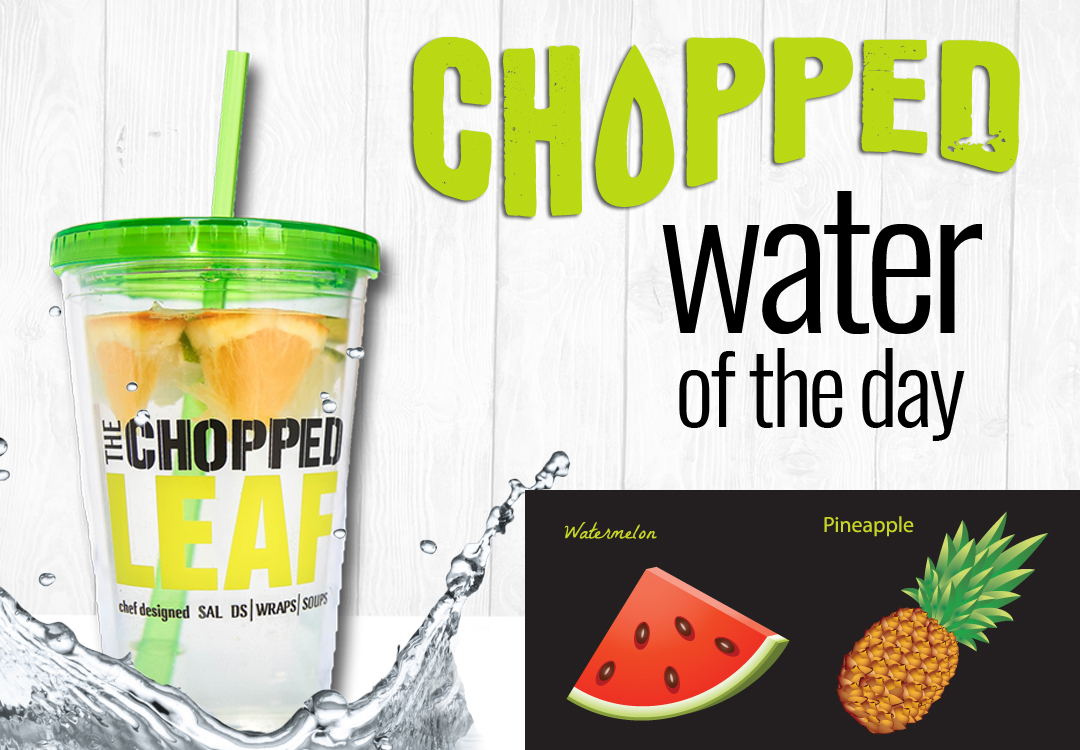 CHOPPED
water
of the day
THE CHOPPED
LEAF
chef designed SAL DS|WRAPS|SOUPS
Watermelon
Pineapple